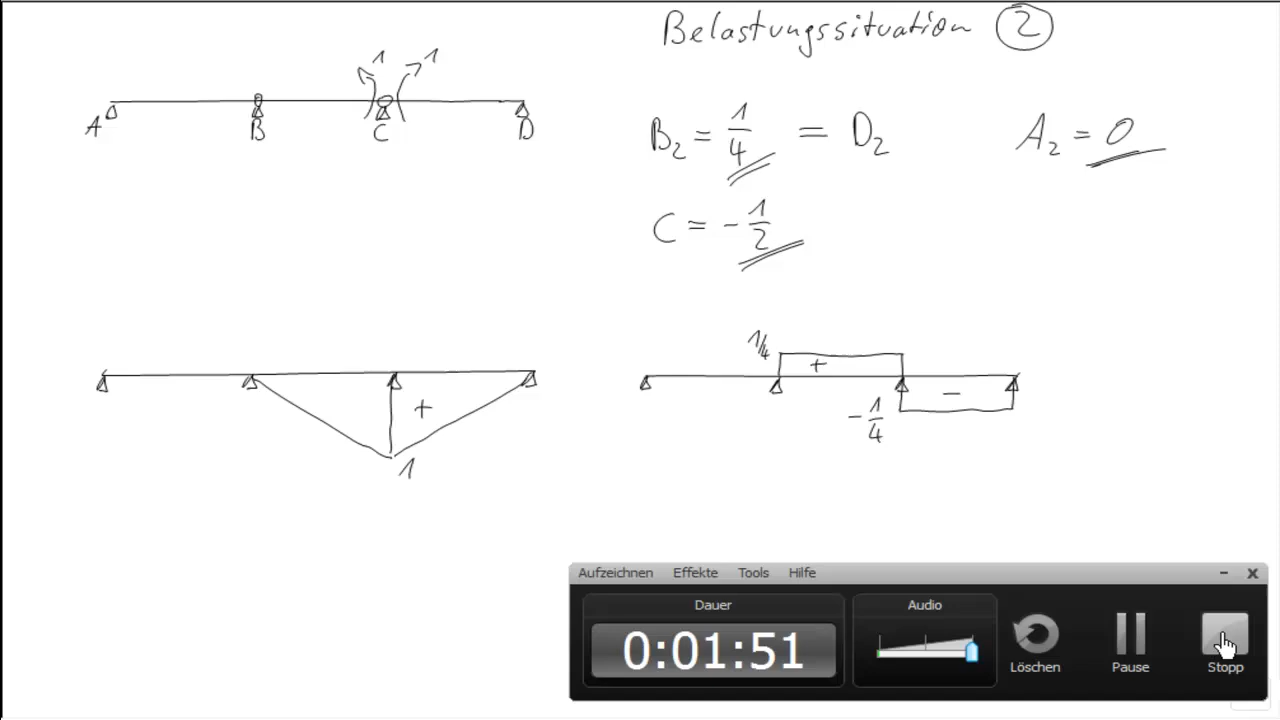 Belastungssituation 2
1 1
A B C D
B₂ = 1/4 = D₂ A₂ = 0
C = - 1/2
1/4 +
-
- 1/4
+
1
Aufzeichnen Effekte Tools Hilfe
Dauer Audio
0:01:51
Löschen Pause Stopp